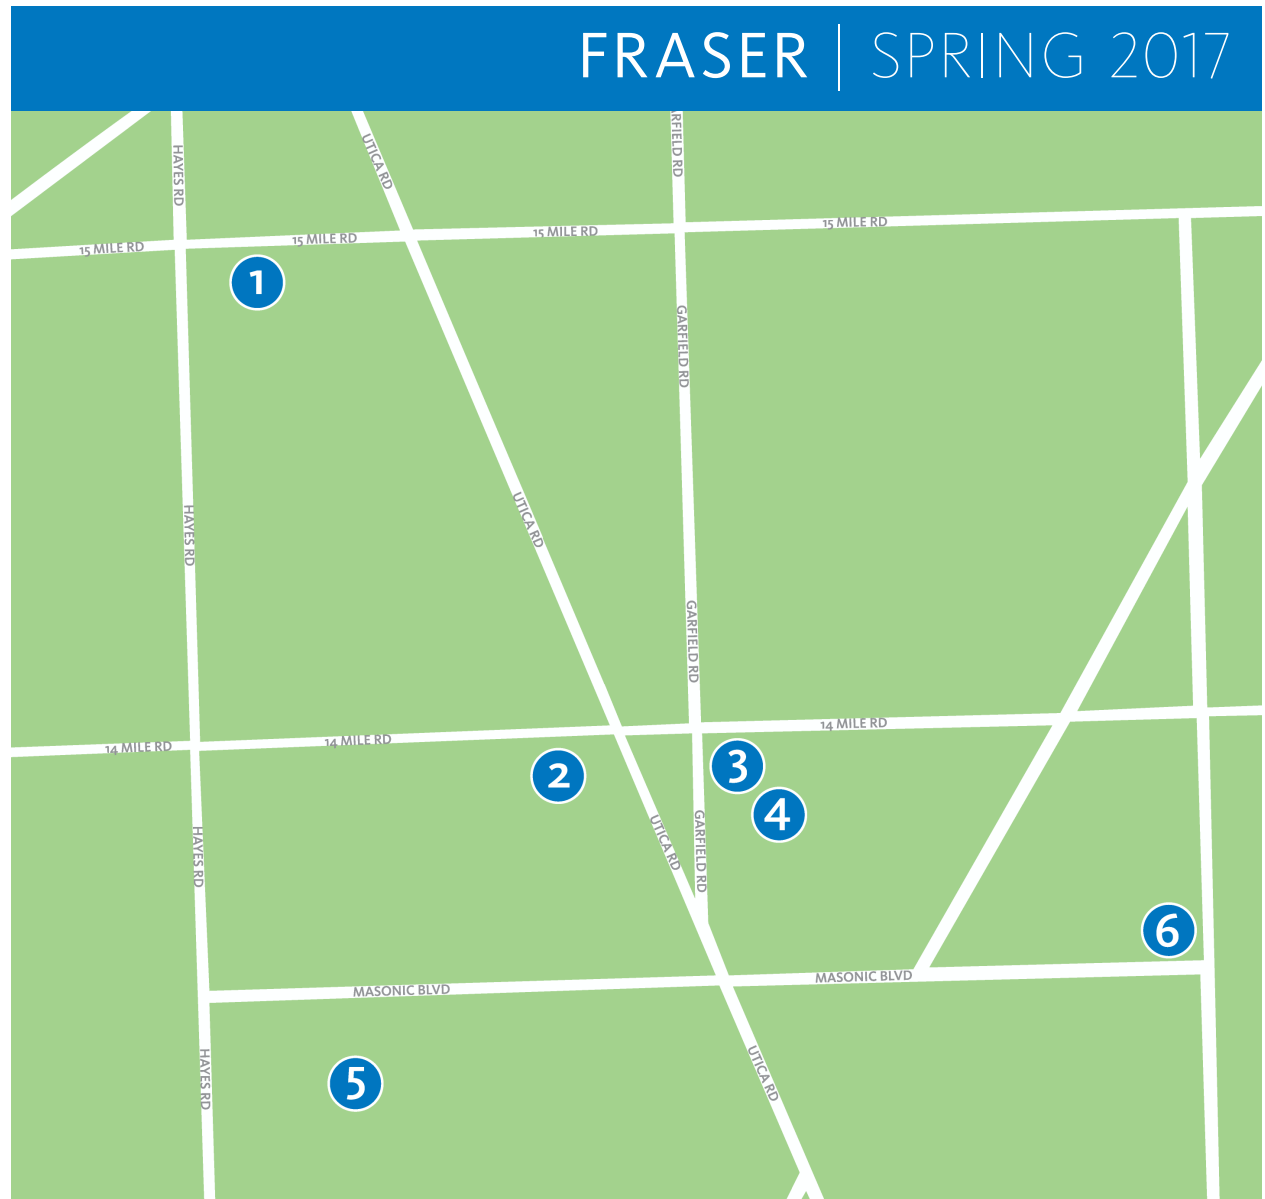 FRASER | SPRING 2017
RFIELD RD
UTICA RD
HAYES RD
15 MILE RD
15 MILE RD
15 MILE RD
15 MILE RD
1
GARFIELD RD
UTICA RD
HAYES RD
GARFIELD RD
14 MILE RD
14 MILE RD
14 MILE RD
2
3
4
UTICA RD
GARFIELD RD
HAYES RD
6
MASONIC BLVD
MASONIC BLVD
HAYES RD
5
UTICA RD